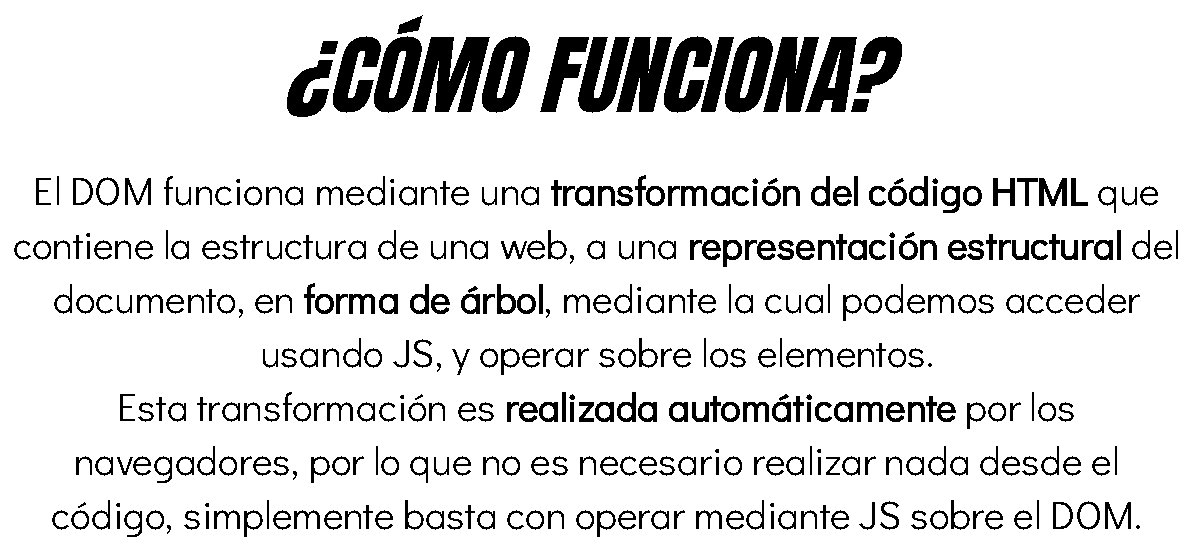 ¿CÓMO FUNCIONA?
El DOM funciona mediante una transformación del código HTML que
contiene la estructura de una web, a una representación estructural del
documento, en forma de árbol, mediante la cual podemos acceder
usando JS, y operar sobre los elementos.
Esta transformación es realizada automáticamente por los
navegadores, por lo que no es necesario realizar nada desde el
código, simplemente basta con operar mediante JS sobre el DOM.